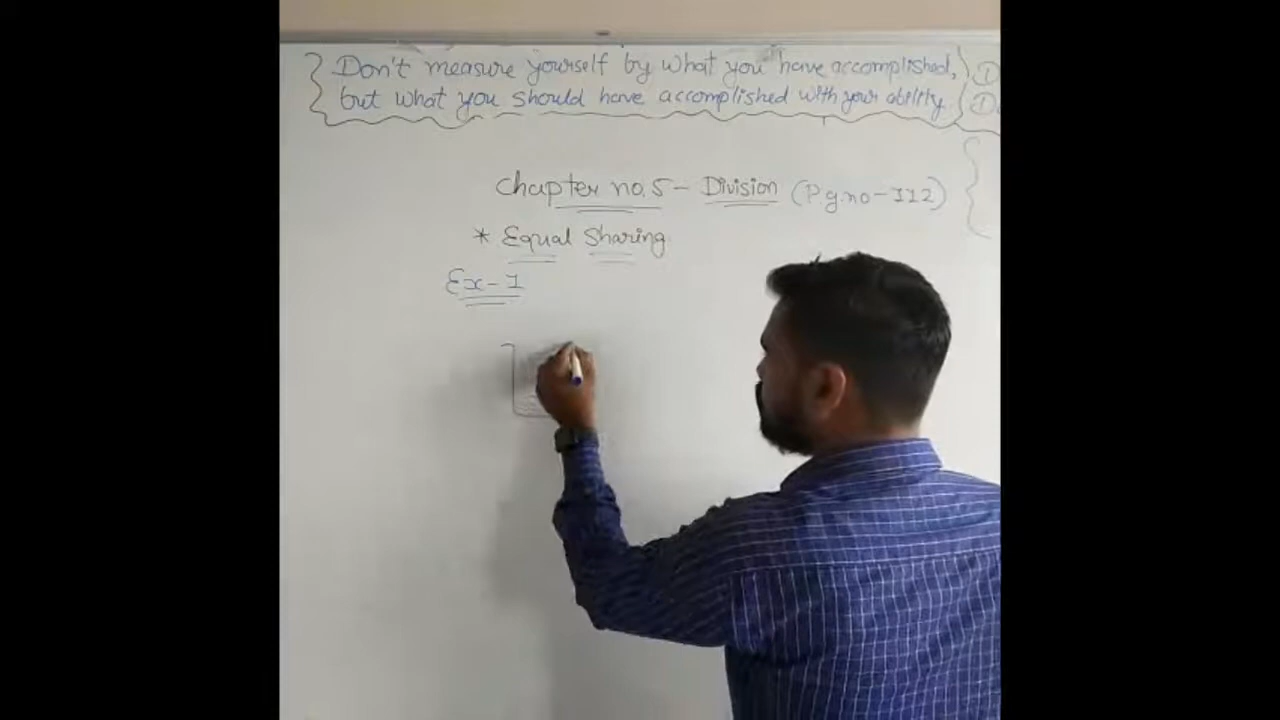 Don't measure yourself by what you have accomplished,
but what you should have accomplished with your ability.
Chapter no. 5 - Division (P.g.no - 112)
* Equal Sharing
Ex - 1